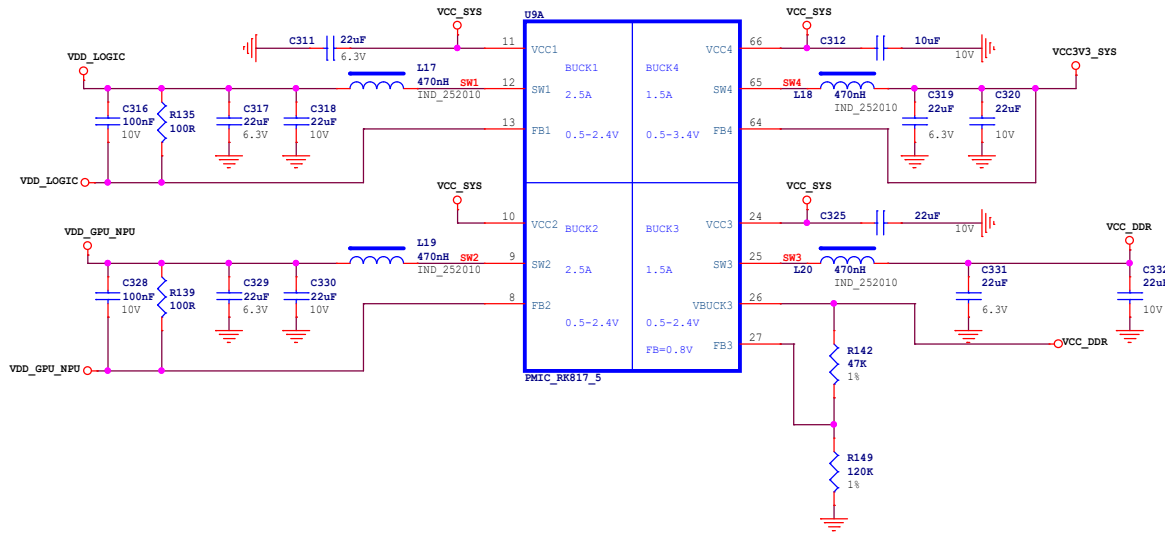 VCC_SYS
U9A
VCC_SYS
C311
22uF
6.3V
11
VCC1
BUCK1
BUCK4
VCC4
66
C312
10uF
10V
VDD_LOGIC
VCC3V3_SYS
L17
470nH
IND_252010
SW1
12
SW1
2.5A
1.5A
SW4
65
SW4
L18
470nH
IND_252010
C316
100nF
10V
R135
100R
C317
22uF
6.3V
C318
22uF
10V
C319
22uF
6.3V
C320
22uF
10V
13
FB1
0.5-2.4V
0.5-3.4V
FB4
64
VDD_LOGIC
VCC_SYS
VCC_SYS
10
VCC2
BUCK2
BUCK3
VCC3
24
C325
22uF
10V
VDD_GPU_NPU
VCC_DDR
L19
470nH
IND_252010
SW2
9
SW2
2.5A
1.5A
SW3
25
SW3
L20
470nH
IND_252010
C328
100nF
10V
R139
100R
C329
22uF
6.3V
C330
22uF
10V
C331
22uF
6.3V
C332
22uF
10V
8
FB2
0.5-2.4V
0.5-2.4V
VBUCK3
26
FB=0.8V
FB3
27
VCC_DDR
VDD_GPU_NPU
PMIC_RK817_5
R142
47K
1%
R149
120K
1%